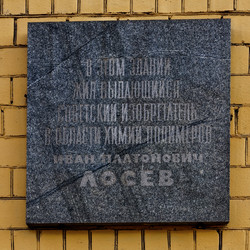 В ЭТОМ ЗДАНИИ
ЖИЛ ВЫДАЮЩИЙСЯ
СОВЕТСКИЙ ИЗОБРЕТАТЕЛЬ
В ОБЛАСТИ ХИМИИ ПОЛИМЕРОВ
ИВАН ПЛАТОНОВИЧ
ЛОСЕВ